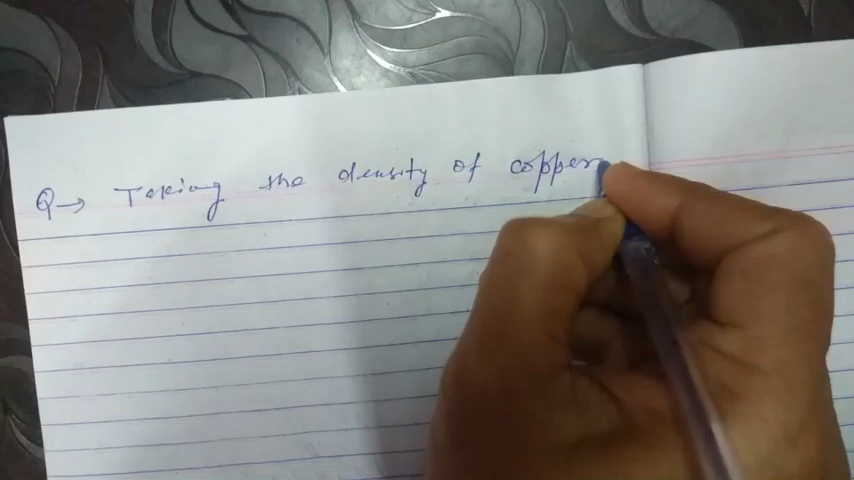 Q→ Taking the density of copper